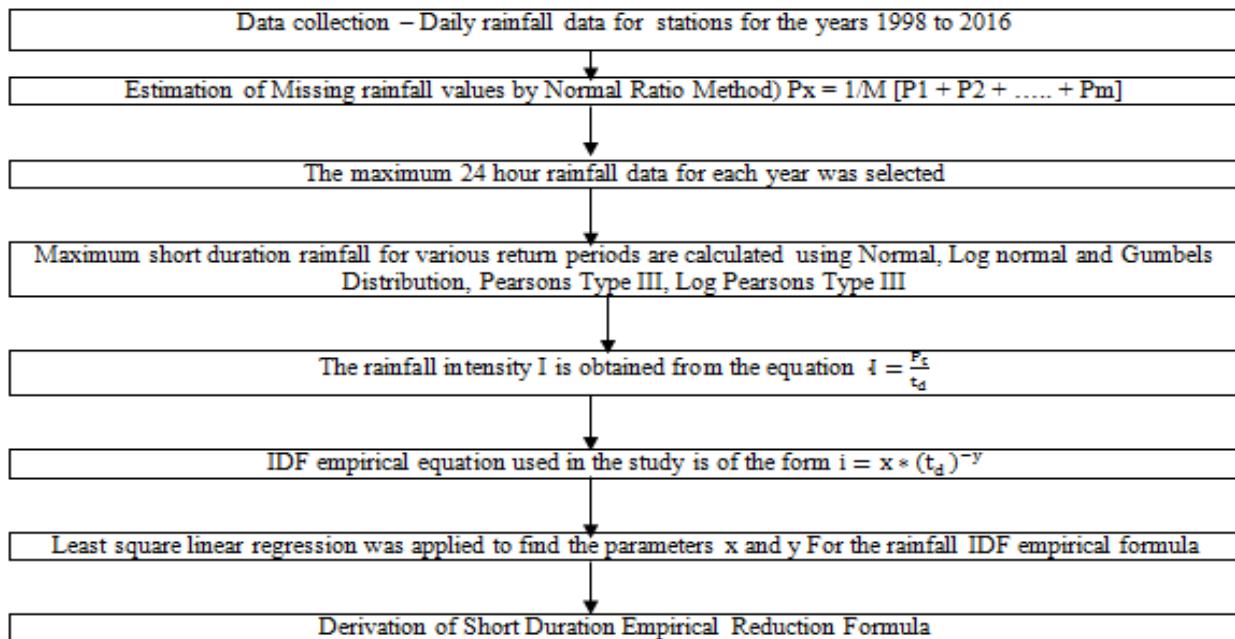 Data collection – Daily rainfall data for stations for the years 1998 to 2016
Estimation of Missing rainfall values by Normal Ratio Method) Px = 1/M [P1 + P2 + ….. + Pm]
The maximum 24 hour rainfall data for each year was selected
Maximum short duration rainfall for various return periods are calculated using Normal, Log normal and Gumbels
Distribution, Pearsons Type III, Log Pearsons Type III
The rainfall intensity I is obtained from the equation I = P_t/t_d
IDF empirical equation used in the study is of the form i = x ∗ (t_d)^−y
Least square linear regression was applied to find the parameters x and y For the rainfall IDF empirical formula
Derivation of Short Duration Empirical Reduction Formula